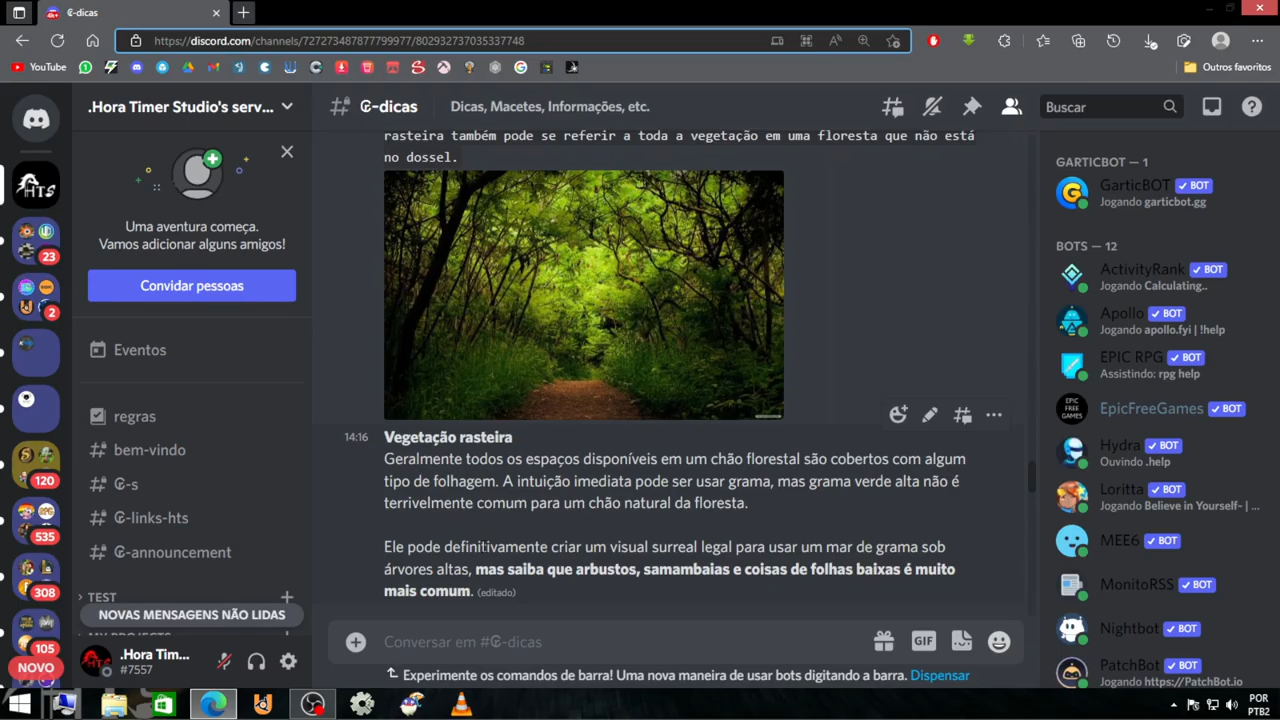 C-dicas
https://discord.com/channels/727273487877799977/802932737035337748
YouTube
Outros favoritos
.Hora Timer Studio's serv...
C-dicas
Dicas, Macetes, Informações, etc.
Buscar
rasteira também pode se referir a toda a vegetação em uma floresta que não está
no dossel.
Uma aventura começa.
Vamos adicionar alguns amigos!
Convidar pessoas
Eventos
regras
bem-vindo
C-s
C-links-hts
C-announcement
TEST
NOVAS MENSAGENS NÃO LIDAS
HTS
23
2
120
535
308
105
NOVO
.Hora Tim...
#7557
14:16
Vegetação rasteira
Geralmente todos os espaços disponíveis em um chão florestal são cobertos com algum
tipo de folhagem. A intuição imediata pode ser usar grama, mas grama verde alta não é
terrivelmente comum para um chão natural da floresta.
Ele pode definitivamente criar um visual surreal legal para usar um mar de grama sob
árvores altas, mas saiba que arbustos, samambaias e coisas de folhas baixas é muito
mais comum. (editado)
Conversar em #C-dicas
GIF
Experimente os comandos de barra! Uma nova maneira de usar bots digitando a barra. Dispensar
GARTICBOT — 1
GarticBOT BOT
Jogando garticbot.gg
BOTS — 12
ActivityRank BOT
Jogando Calculating..
Apollo BOT
Jogando apollo.fyi | !help
EPIC RPG BOT
Assistindo: rpg help
EPIC
FREE
GAMES
EpicFreeGames BOT
Hydra BOT
Ouvindo .help
Loritta BOT
Jogando Believe in Yourself~ | ...
MEE6 BOT
MonitoRSS BOT
Nightbot BOT
PatchBot BOT
Jogando https://PatchBot.io
POR
PTB2